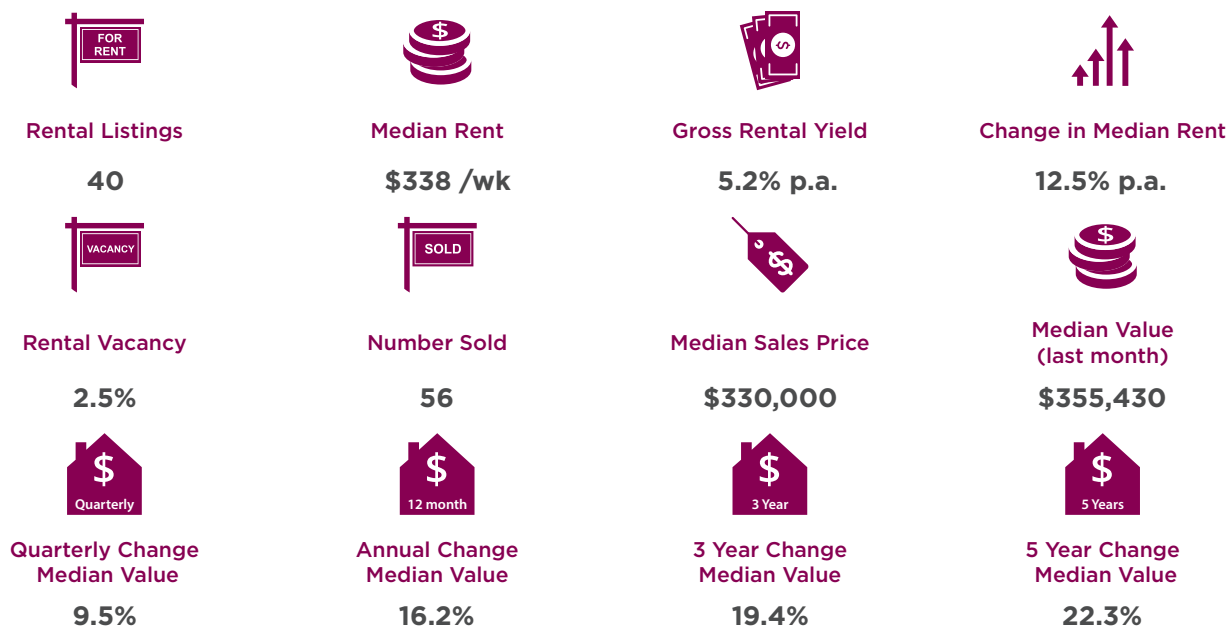 FOR
RENT
$
$
Rental Listings
Median Rent
Gross Rental Yield
Change in Median Rent
40
$338 /wk
5.2% p.a.
12.5% p.a.
VACANCY
SOLD
$
$
Rental Vacancy
Number Sold
Median Sales Price
Median Value
(last month)
2.5%
56
$330,000
$355,430
$
Quarterly
$
12 month
$
3 Year
$
5 Years
Quarterly Change
Median Value
Annual Change
Median Value
3 Year Change
Median Value
5 Year Change
Median Value
9.5%
16.2%
19.4%
22.3%